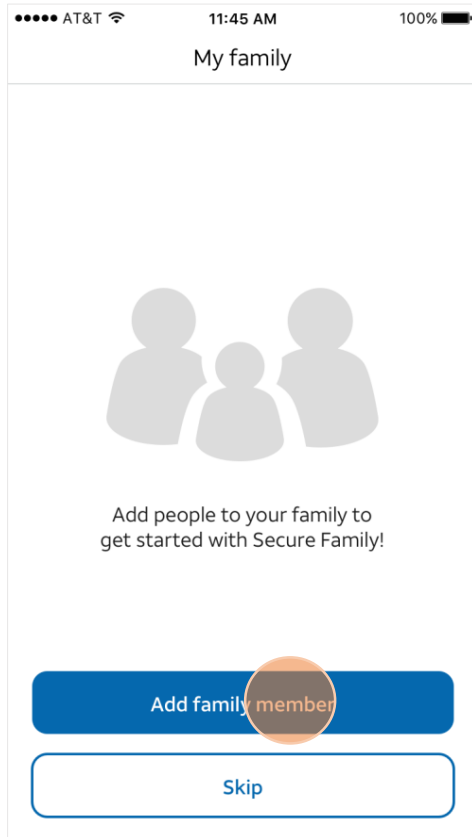 AT&T 11:45 AM 100%
My family
Add people to your family to
get started with Secure Family!
Add family member
Skip